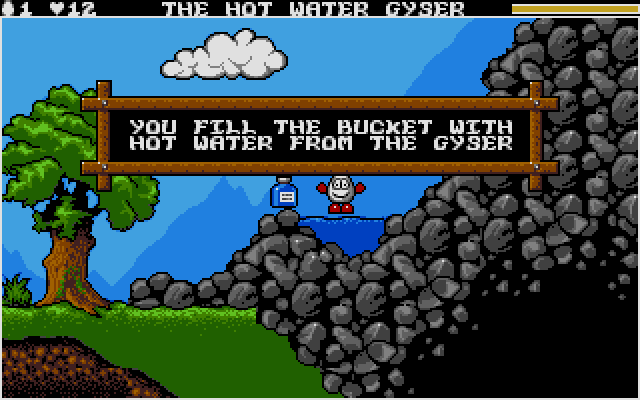 1 12 THE HOT WATER GYSER
YOU FILL THE BUCKET WITH
HOT WATER FROM THE GYSER